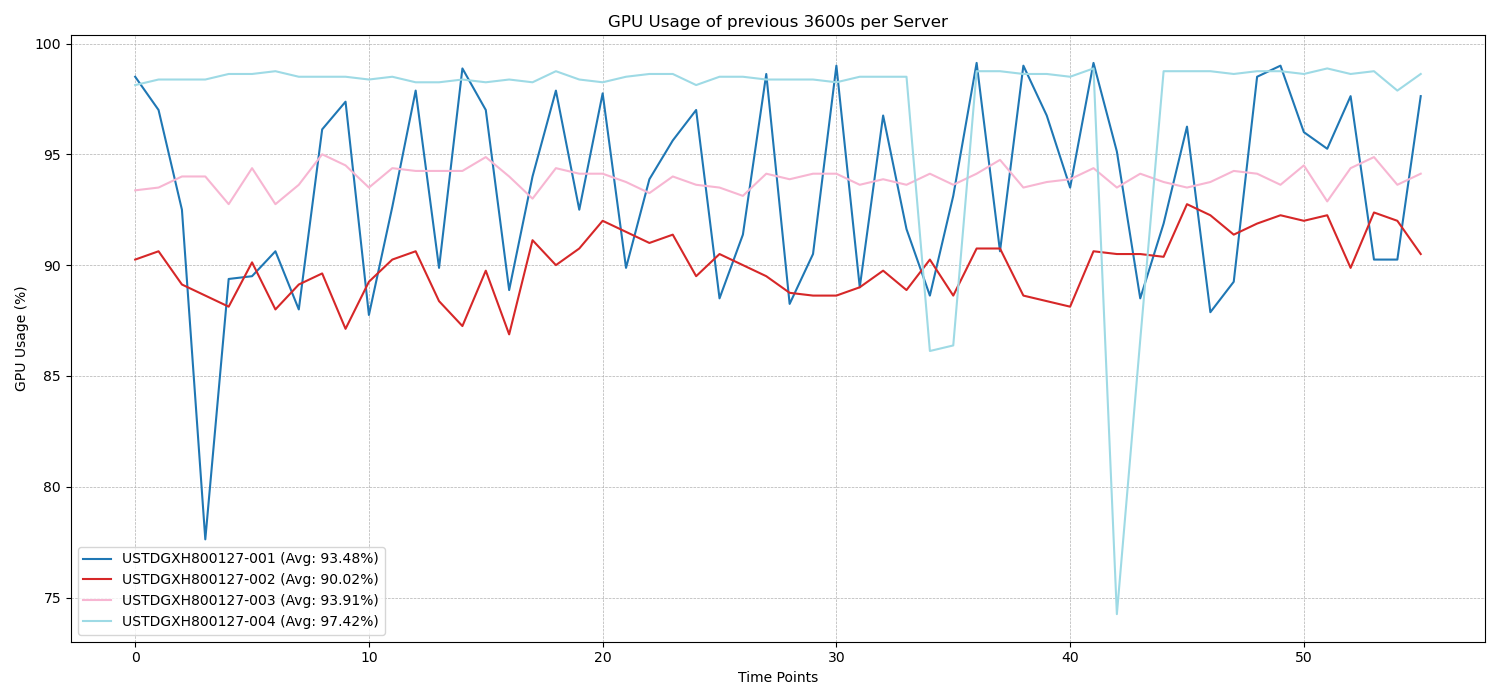 GPU Usage of previous 3600s per Server
GPU Usage (%)
100
95
90
85
80
75
USTDGXH800127-001 (Avg: 93.48%)
USTDGXH800127-002 (Avg: 90.02%)
USTDGXH800127-003 (Avg: 93.91%)
USTDGXH800127-004 (Avg: 97.42%)
0 10 20 30 40 50
Time Points